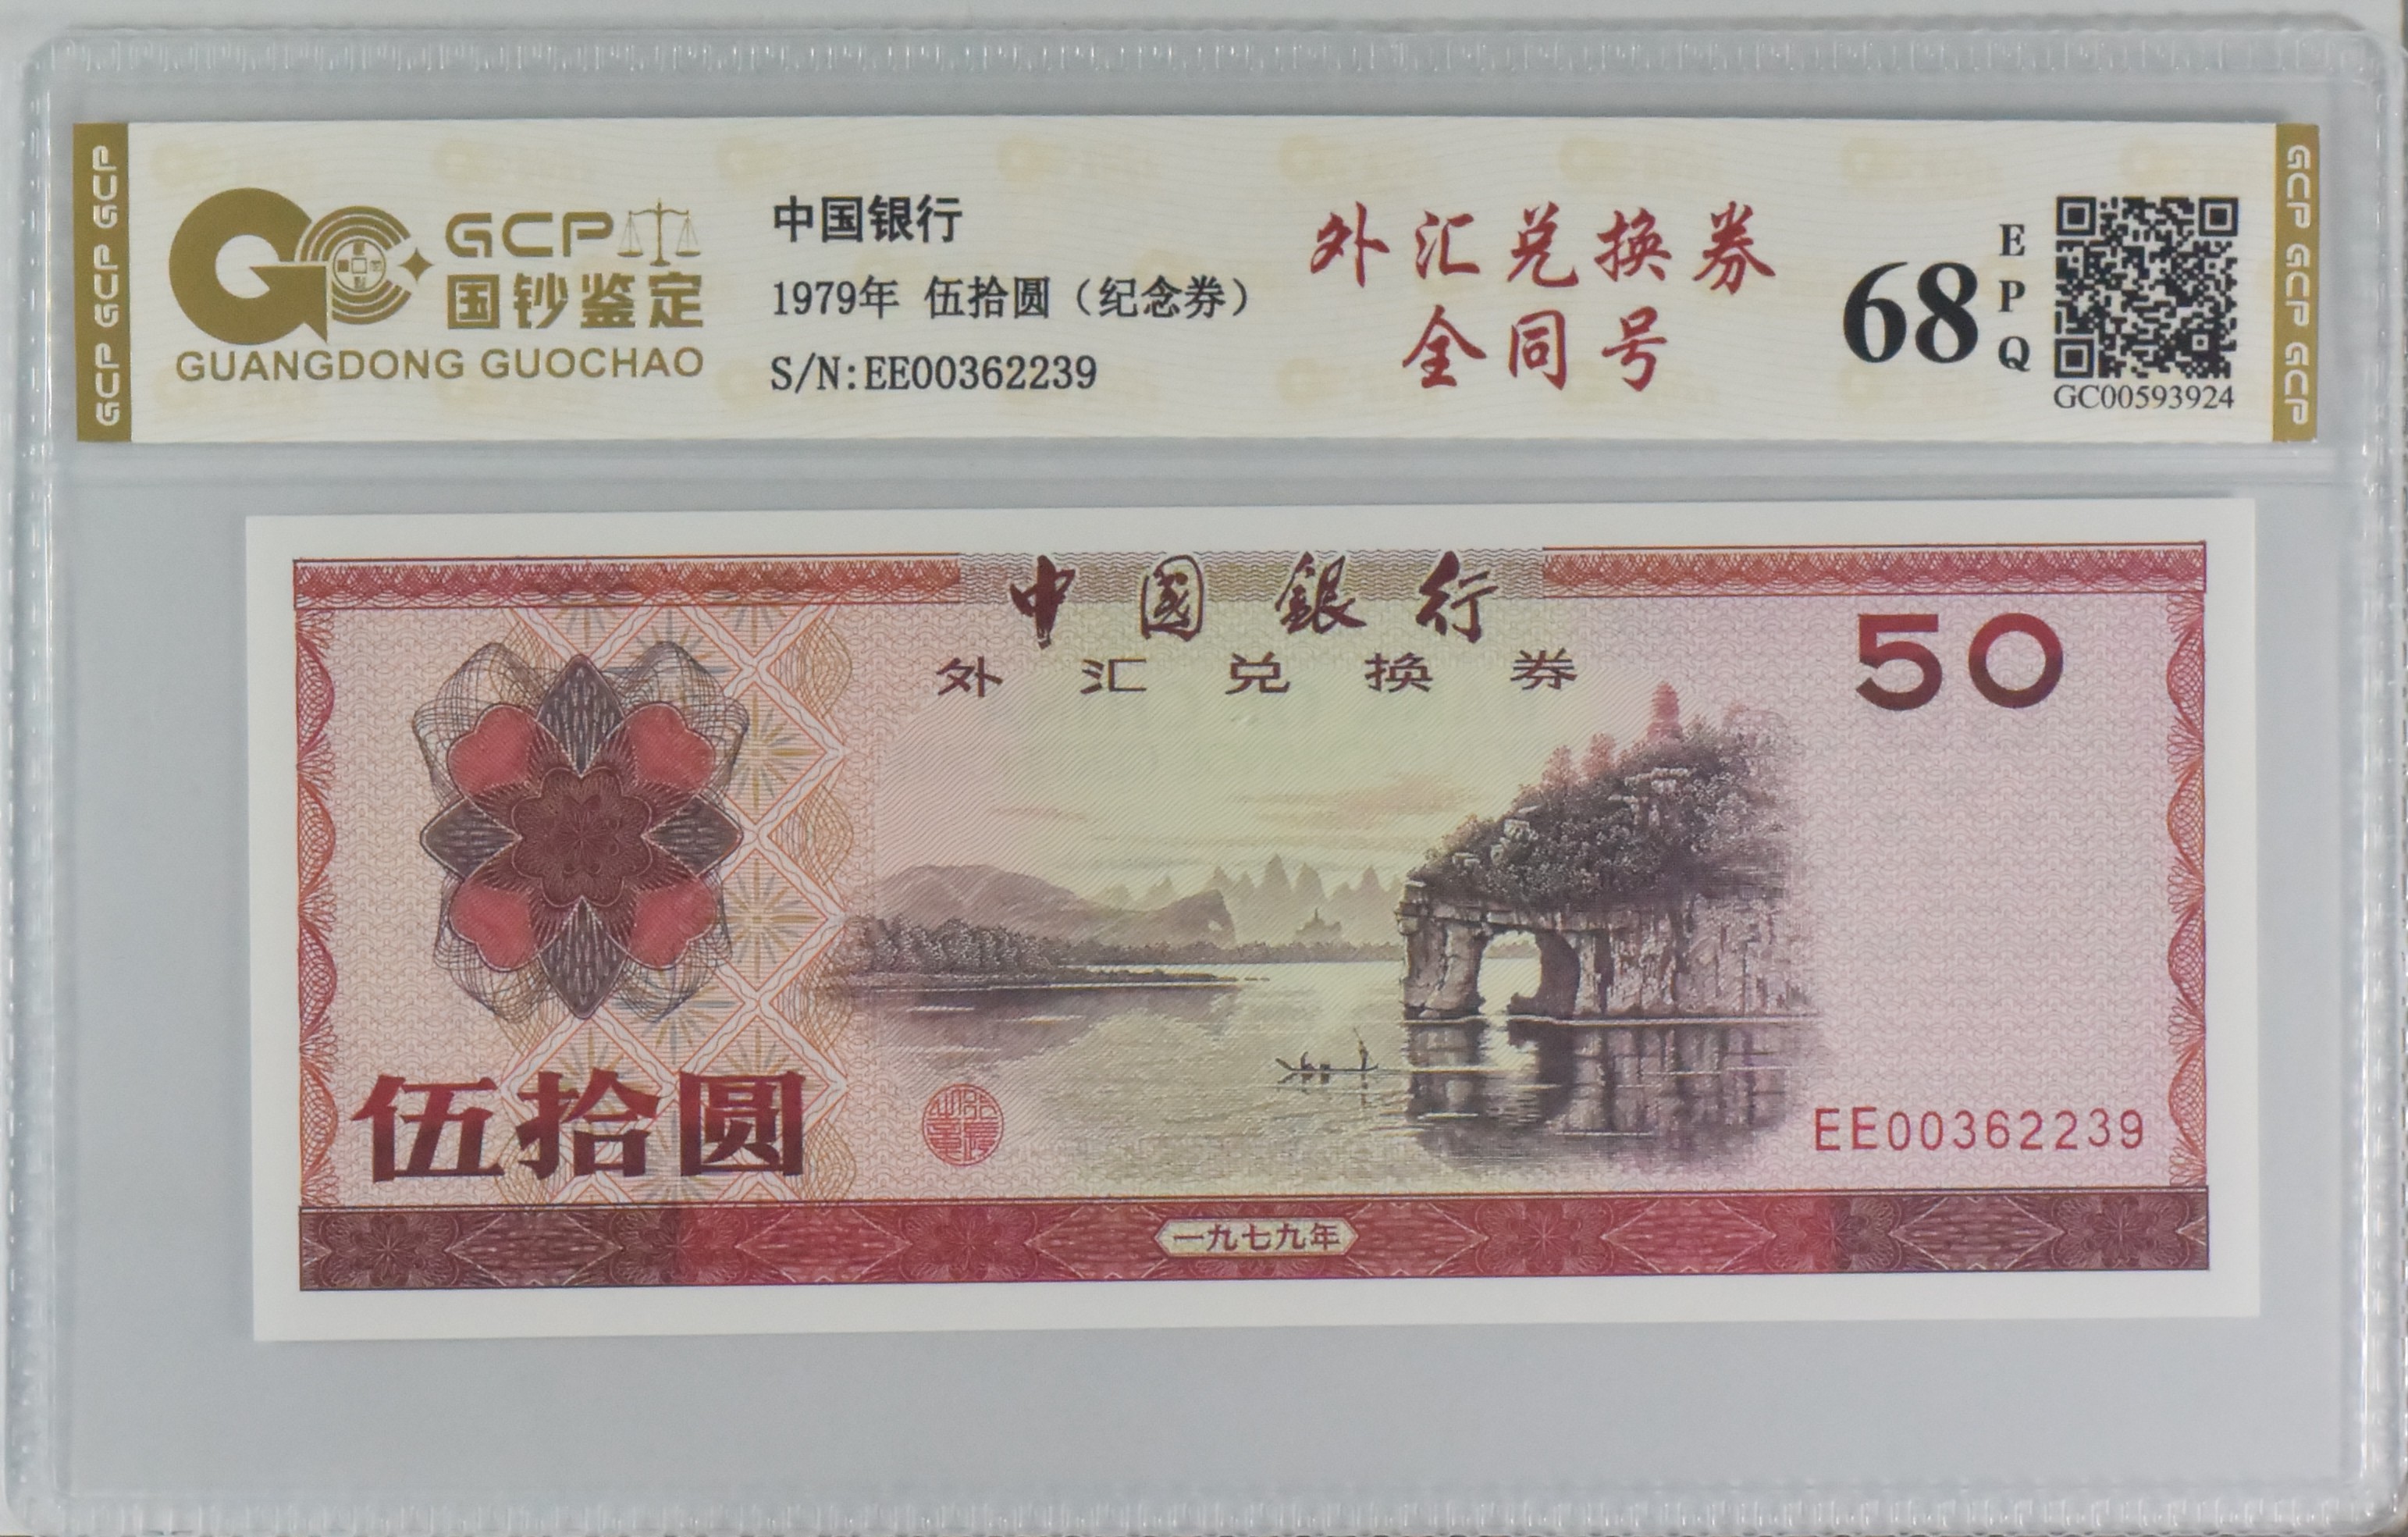 GCP GCP GCP
GCP
国钞鉴定
GUANGDONG GUOCHAO
中国银行
1979年 伍拾圆（纪念券）
S/N:EE00362239
外汇兑换券
全同号
68
EPQ
GC00593924
GCP GCP GCP
中國銀行
外汇兑换券
50
伍拾圆
EE00362239
一九七九年